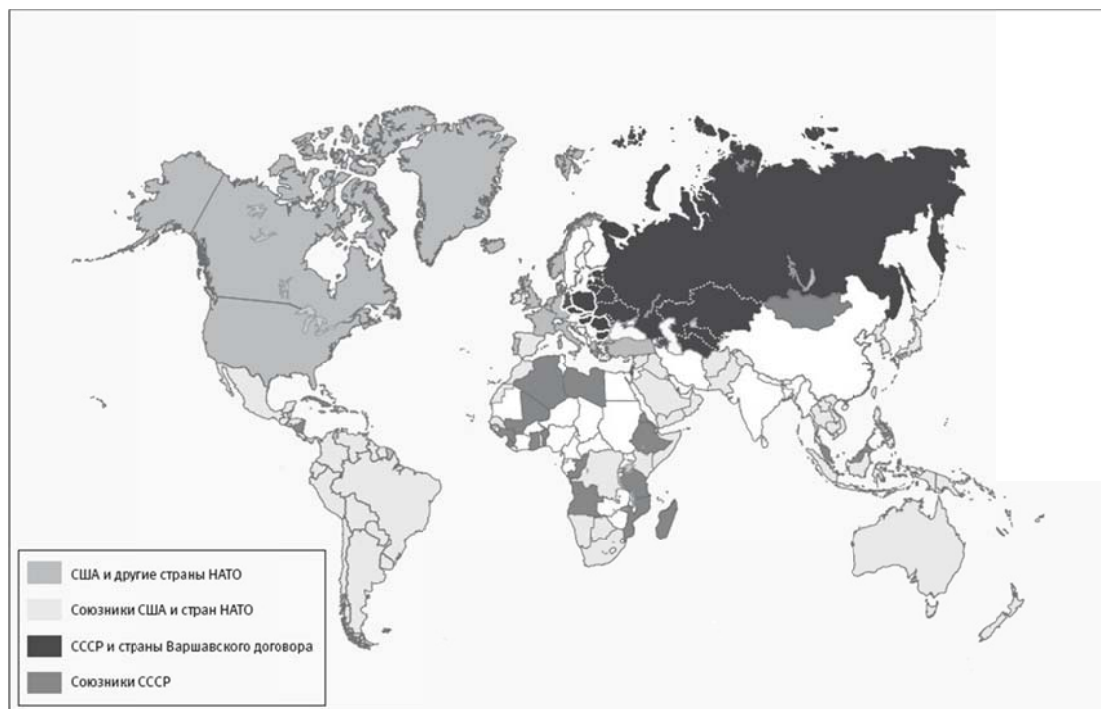 США и другие страны НАТО
Союзники США и стран НАТО
СССР и страны Варшавского договора
Союзники СССР